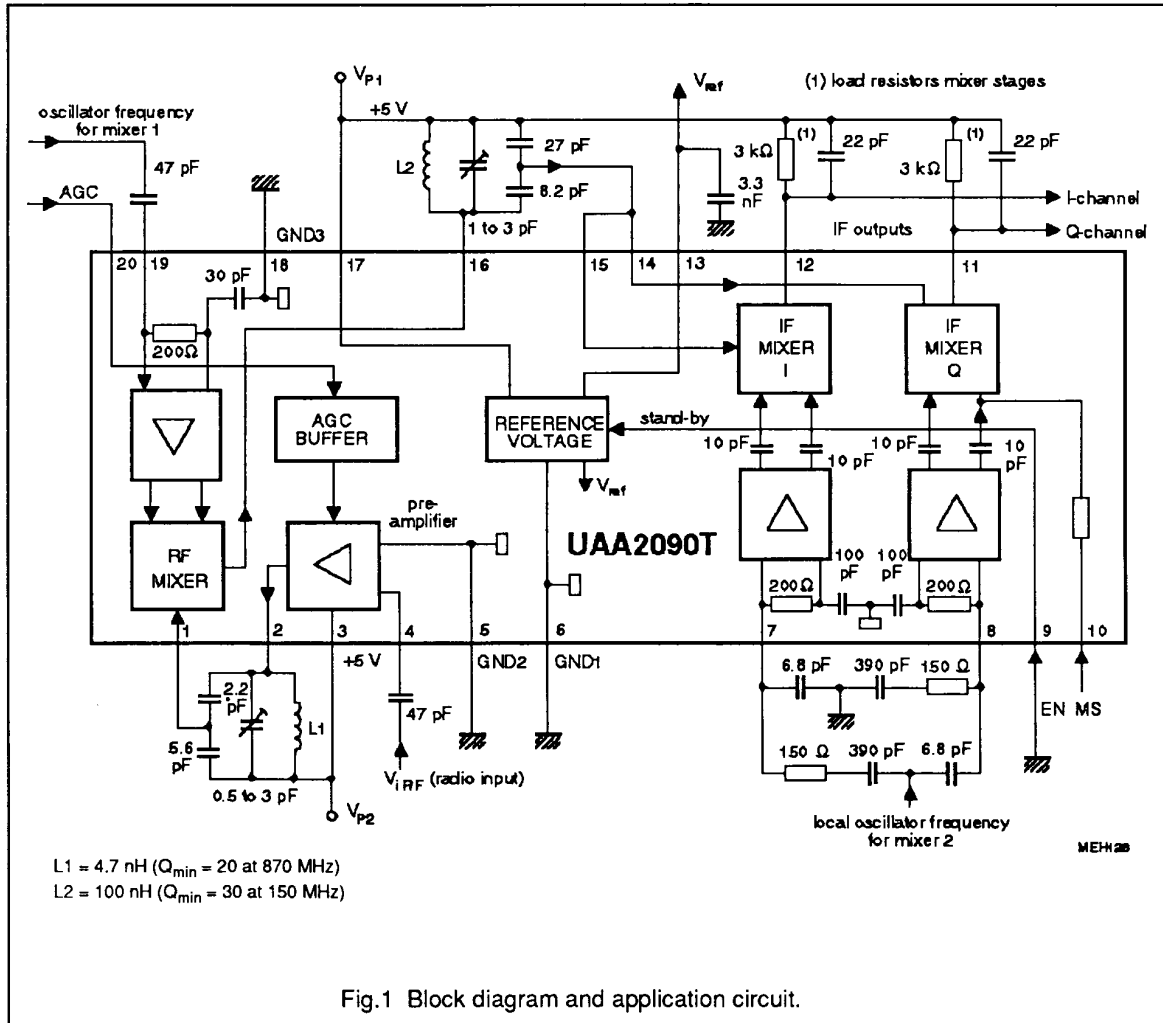 V_P1
V_ref
(1) load resistors mixer stages
oscillator frequency
for mixer 1
+5 V
47 pF
AGC
GND3
L2
27 pF
8.2 pF
1 to 3 pF
3.3
nF
3 kΩ
(1)
22 pF
3 kΩ
(1)
22 pF
I-channel
IF outputs
Q-channel
20
19
18
17
16
15
14
13
12
11
30 pF
200Ω
IF
MIXER
I
IF
MIXER
Q
AGC
BUFFER
REFERENCE
VOLTAGE
stand-by
V_ref
10 pF
10 pF
10 pF
10
pF
pre-
amplifier
UAA2090T
RF
MIXER
100
pF
100
pF
200Ω
200Ω
1
2
3
4
5
6
7
8
9
10
+5 V
GND2
GND1
2.2
pF
5.6
pF
L1
0.5 to 3 pF
V_P2
47 pF
V_i RF (radio input)
6.8 pF
390 pF
150 Ω
EN MS
150 Ω
390 pF
6.8 pF
local oscillator frequency
for mixer 2
L1 = 4.7 nH (Q_min = 20 at 870 MHz)
L2 = 100 nH (Q_min = 30 at 150 MHz)
Fig.1 Block diagram and application circuit.